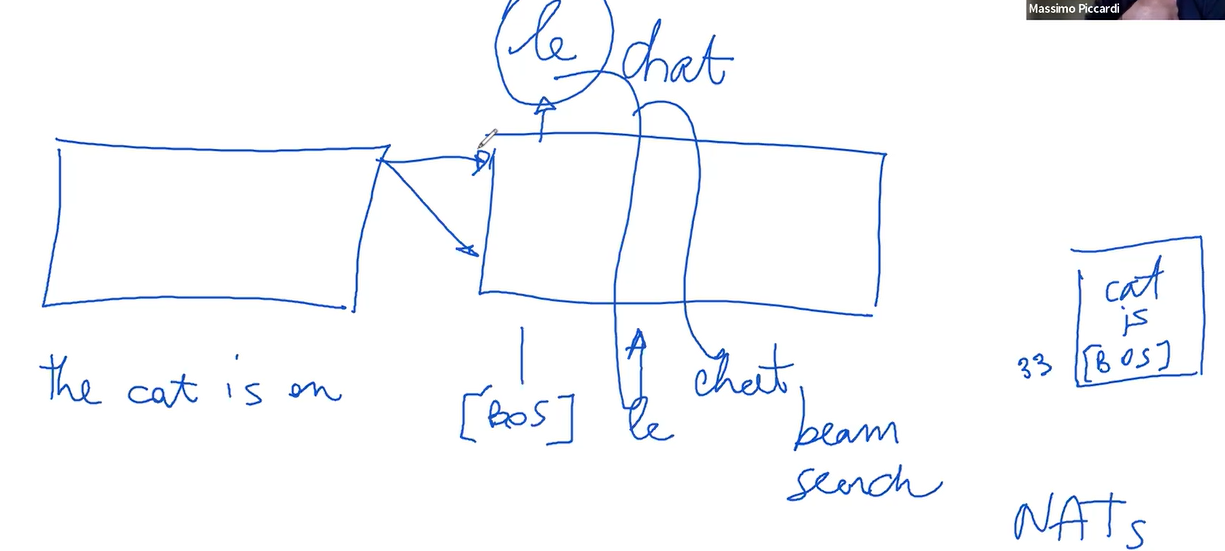 Massimo Piccardi
le chat
the cat is on
[BOS] le chat,
beam
search
cat
is
33 [BOS]
NATs